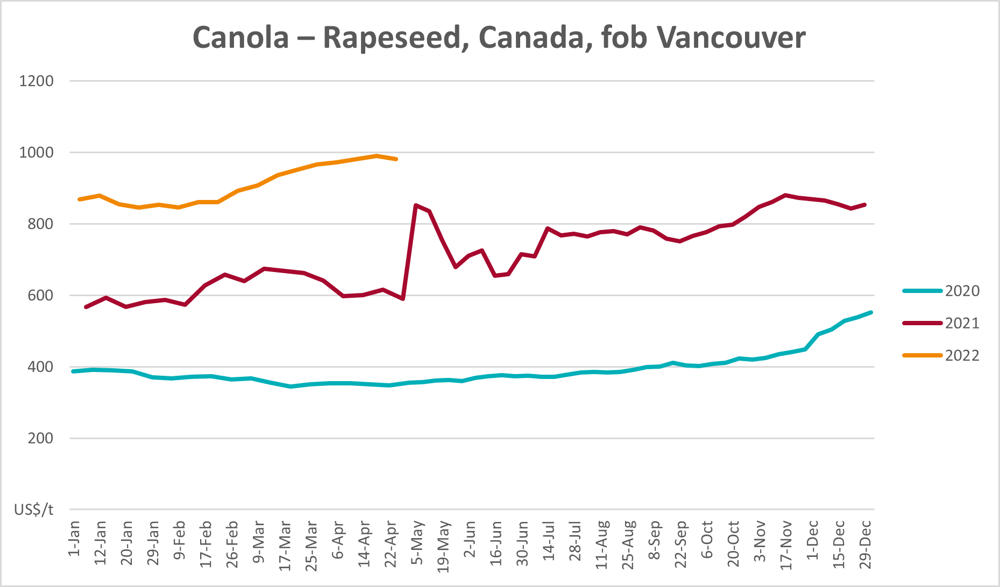 Canola – Rapeseed, Canada, fob Vancouver
1200
1000
800
600
400
200
US$/t
1-Jan
12-Jan
20-Jan
29-Jan
9-Feb
17-Feb
26-Feb
9-Mar
17-Mar
25-Mar
6-Apr
14-Apr
22-Apr
5-May
19-May
2-Jun
16-Jun
30-Jun
14-Jul
28-Jul
11-Aug
25-Aug
8-Sep
22-Sep
6-Oct
20-Oct
3-Nov
17-Nov
1-Dec
15-Dec
29-Dec
2020
2021
2022